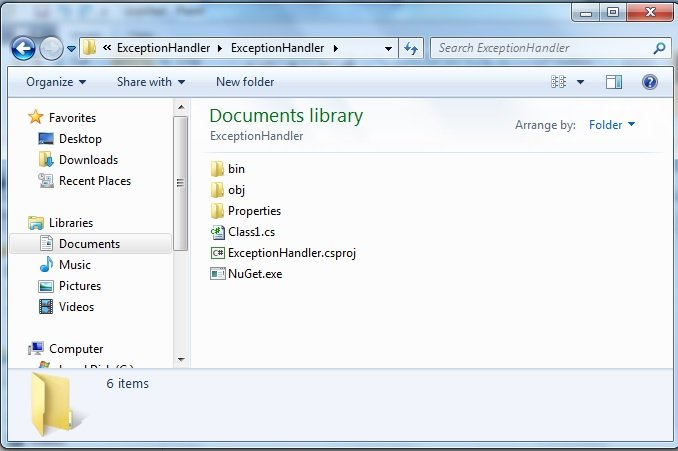 « ExceptionHandler ExceptionHandler
Search ExceptionHandler
Organize Share with New folder
Favorites
Desktop
Downloads
Recent Places
Libraries
Documents
Music
Pictures
Videos
Computer
Documents library
ExceptionHandler
Arrange by: Folder
bin
obj
Properties
Class1.cs
ExceptionHandler.csproj
NuGet.exe
6 items